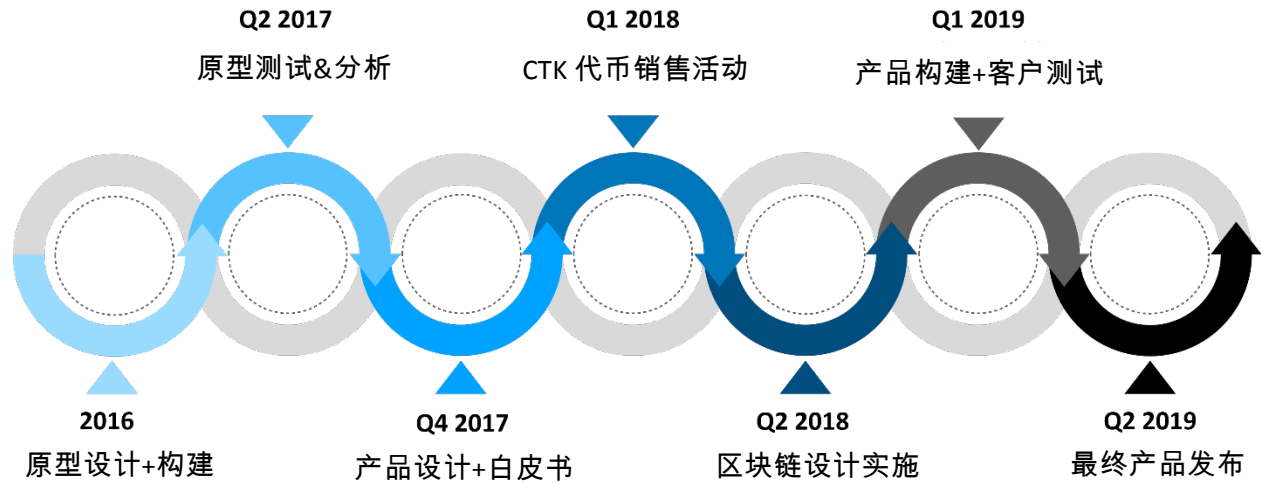 Q2 2017
原型测试&分析
Q1 2018
CTK 代币销售活动
Q1 2019
产品构建+客户测试
2016
原型设计+构建
Q4 2017
产品设计+白皮书
Q2 2018
区块链设计实施
Q2 2019
最终产品发布